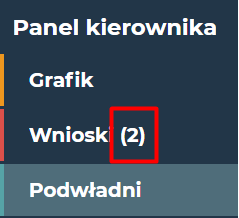 Panel kierownika
Grafik
Wnioski (2)
Podwładni